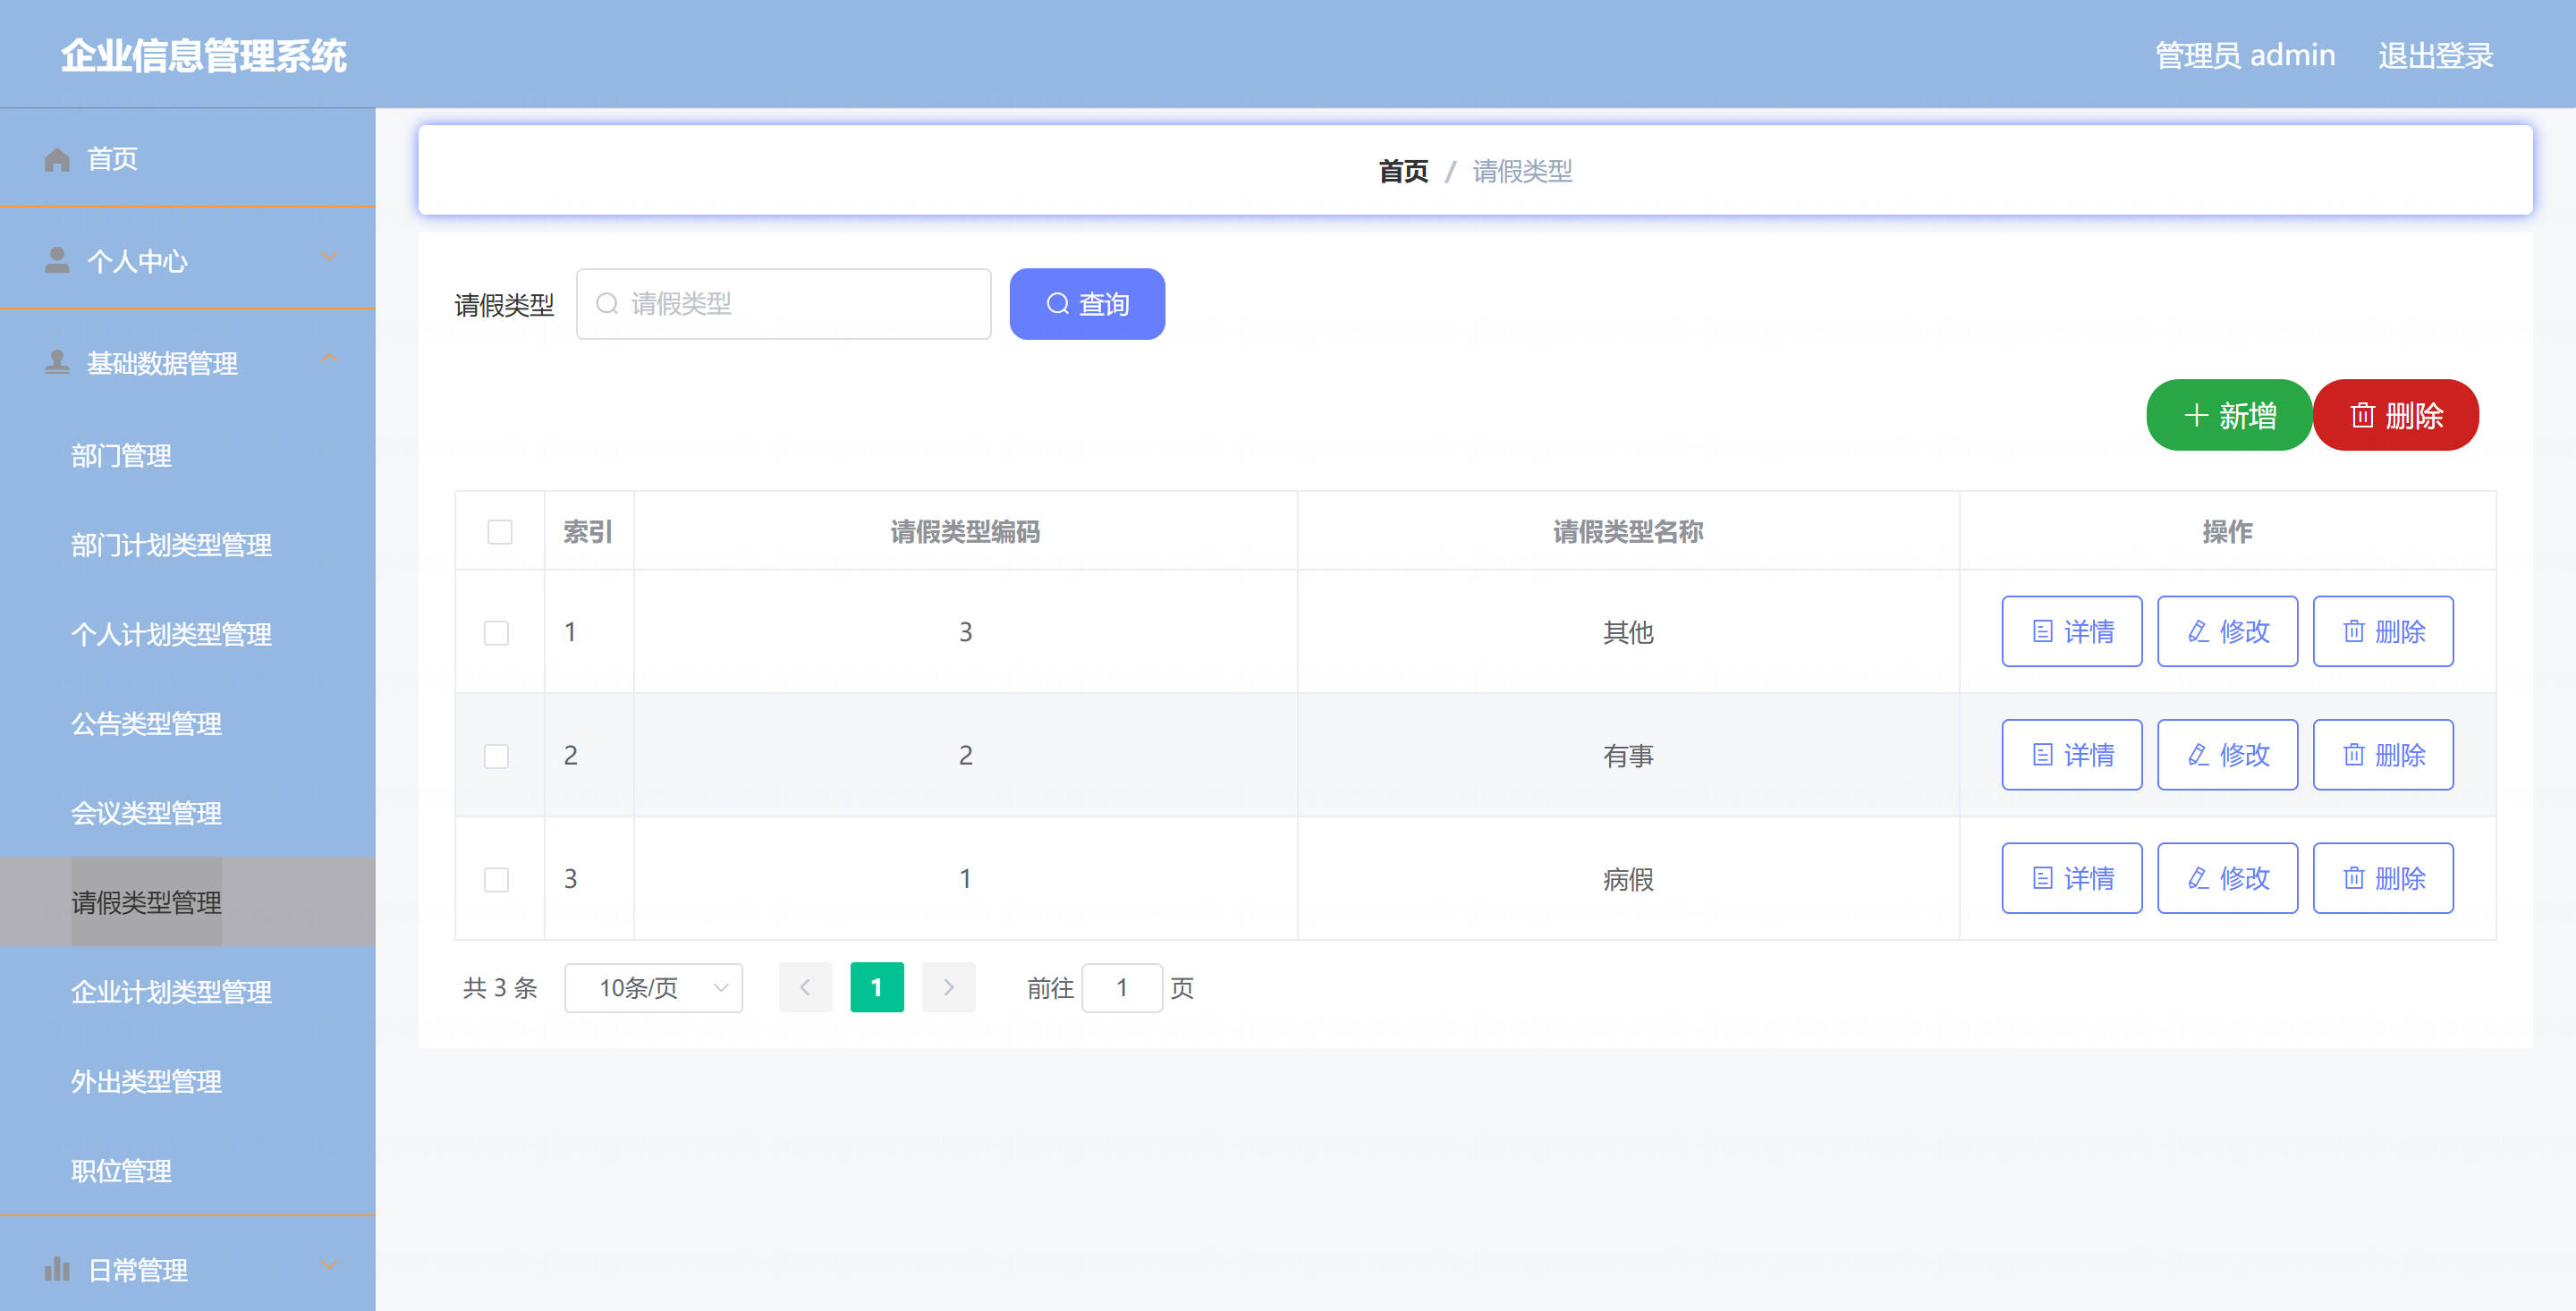 企业信息管理系统
管理员 admin 退出登录
首页
个人中心
基础数据管理
部门管理
部门计划类型管理
个人计划类型管理
公告类型管理
会议类型管理
请假类型管理
企业计划类型管理
外出类型管理
职位管理
日常管理
首页 / 请假类型
请假类型 请假类型 查询
新增 删除
索引 请假类型编码 请假类型名称 操作
1 3 其他 详情 修改 删除
2 2 有事 详情 修改 删除
3 1 病假 详情 修改 删除
共 3 条 10条/页 1 前往 1 页